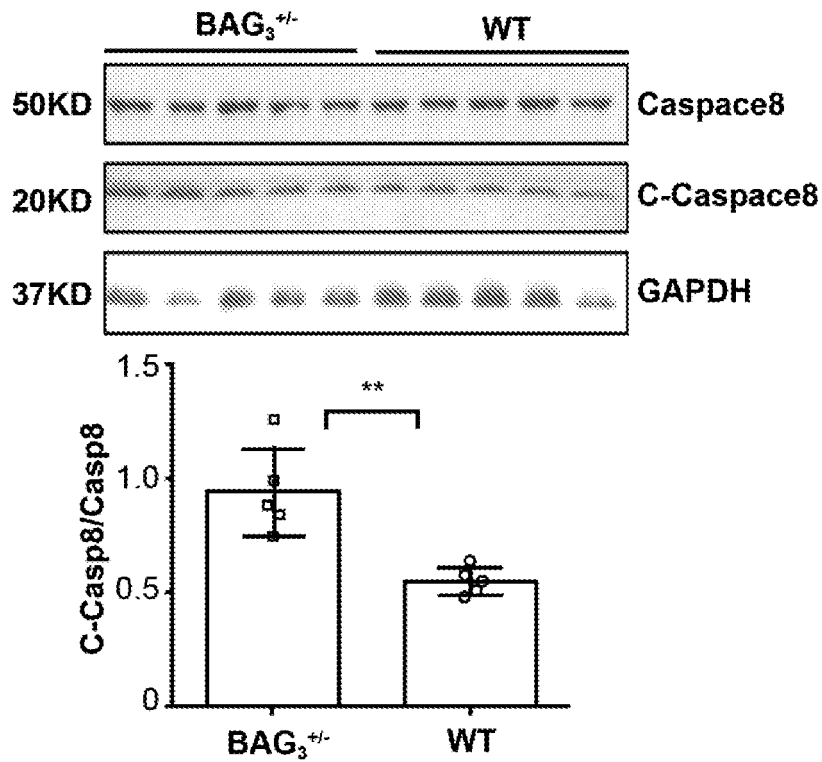 BAG₃⁺/⁻ WT
50KD Caspace8
20KD C-Caspace8
37KD GAPDH
1.5
**
1.0
C-Casp8/Casp8
0.5
0
BAG₃⁺/⁻ WT